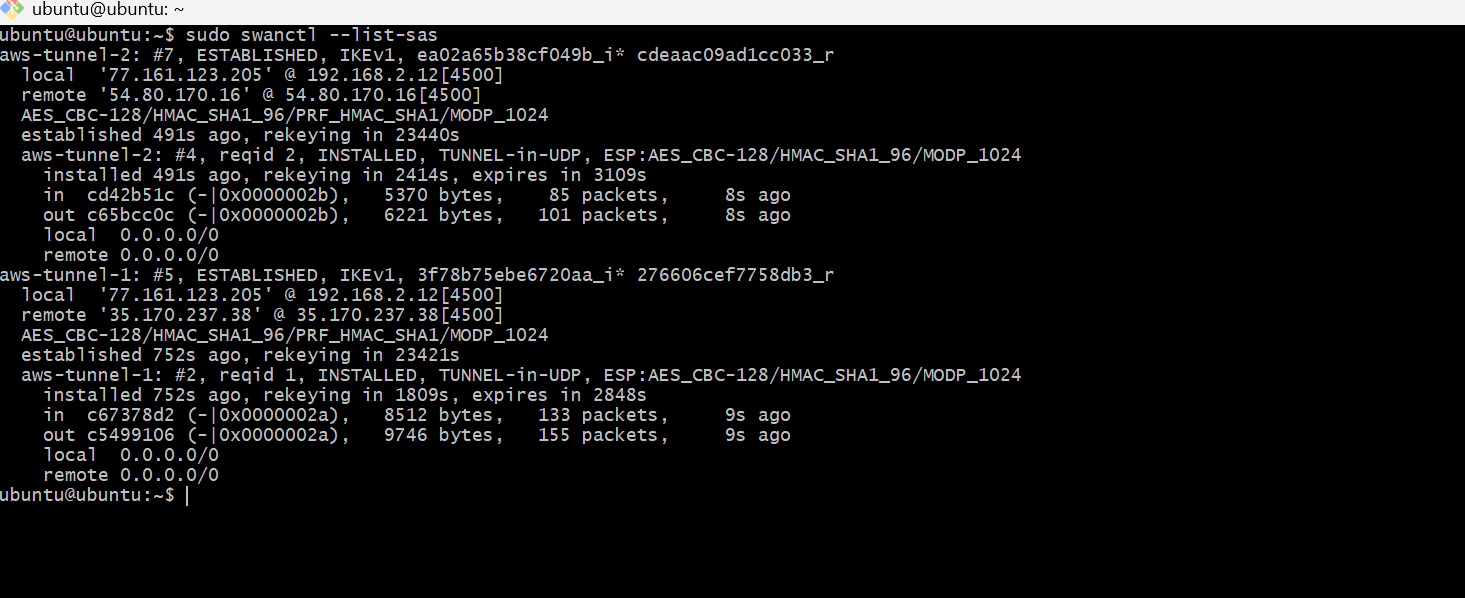 ubuntu@ubuntu: ~
ubuntu@ubuntu:~$ sudo swanctl --list-sas
aws-tunnel-2: #7, ESTABLISHED, IKEv1, ea02a65b38cf049b_i* cdeaac09ad1cc033_r
  local  '77.161.123.205' @ 192.168.2.12[4500]
  remote '54.80.170.16' @ 54.80.170.16[4500]
  AES_CBC-128/HMAC_SHA1_96/PRF_HMAC_SHA1/MODP_1024
  established 491s ago, rekeying in 23440s
  aws-tunnel-2: #4, reqid 2, INSTALLED, TUNNEL-in-UDP, ESP:AES_CBC-128/HMAC_SHA1_96/MODP_1024
    installed 491s ago, rekeying in 2414s, expires in 3109s
    in  cd42b51c (-|0x0000002b),   5370 bytes,    85 packets,     8s ago
    out c65bcc0c (-|0x0000002b),   6221 bytes,   101 packets,     8s ago
    local  0.0.0.0/0
    remote 0.0.0.0/0
aws-tunnel-1: #5, ESTABLISHED, IKEv1, 3f78b75ebe6720aa_i* 276606cef7758db3_r
  local  '77.161.123.205' @ 192.168.2.12[4500]
  remote '35.170.237.38' @ 35.170.237.38[4500]
  AES_CBC-128/HMAC_SHA1_96/PRF_HMAC_SHA1/MODP_1024
  established 752s ago, rekeying in 23421s
  aws-tunnel-1: #2, reqid 1, INSTALLED, TUNNEL-in-UDP, ESP:AES_CBC-128/HMAC_SHA1_96/MODP_1024
    installed 752s ago, rekeying in 1809s, expires in 2848s
    in  c67378d2 (-|0x0000002a),   8512 bytes,   133 packets,     9s ago
    out c5499106 (-|0x0000002a),   9746 bytes,   155 packets,     9s ago
    local  0.0.0.0/0
    remote 0.0.0.0/0
ubuntu@ubuntu:~$